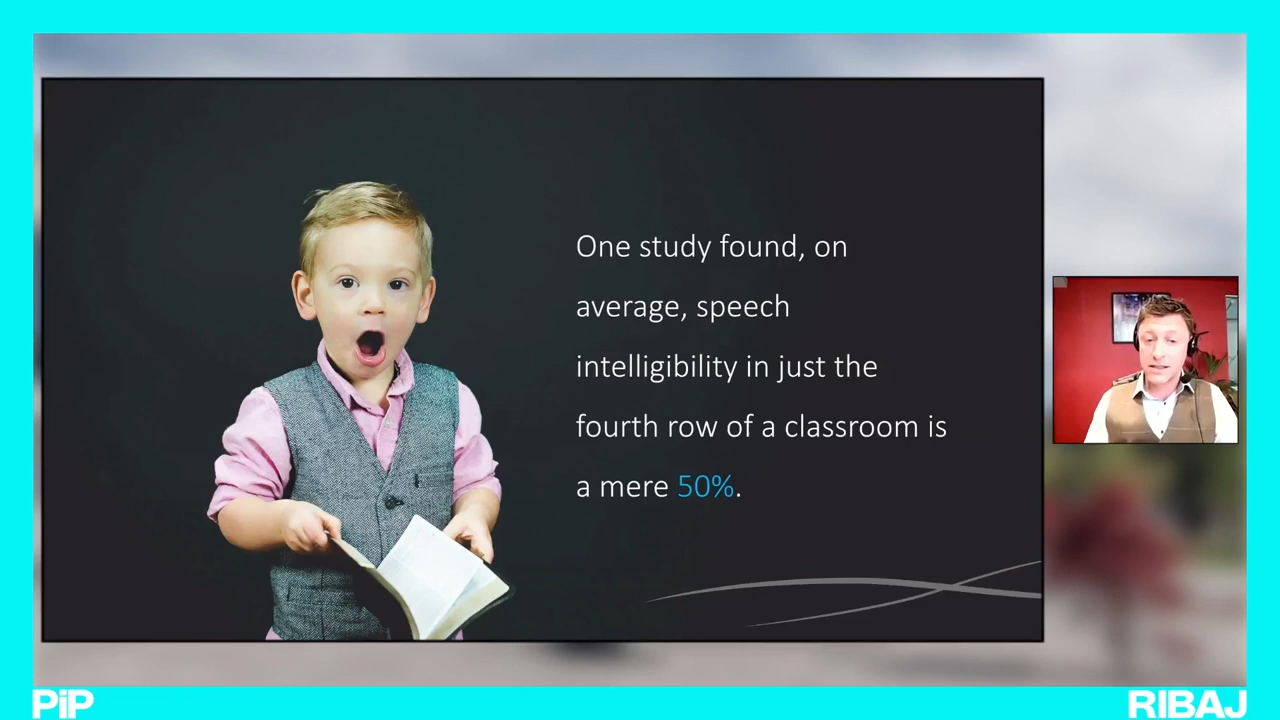 One study found, on
average, speech
intelligibility in just the
fourth row of a classroom is
a mere 50%.
PiP
RIBAJ